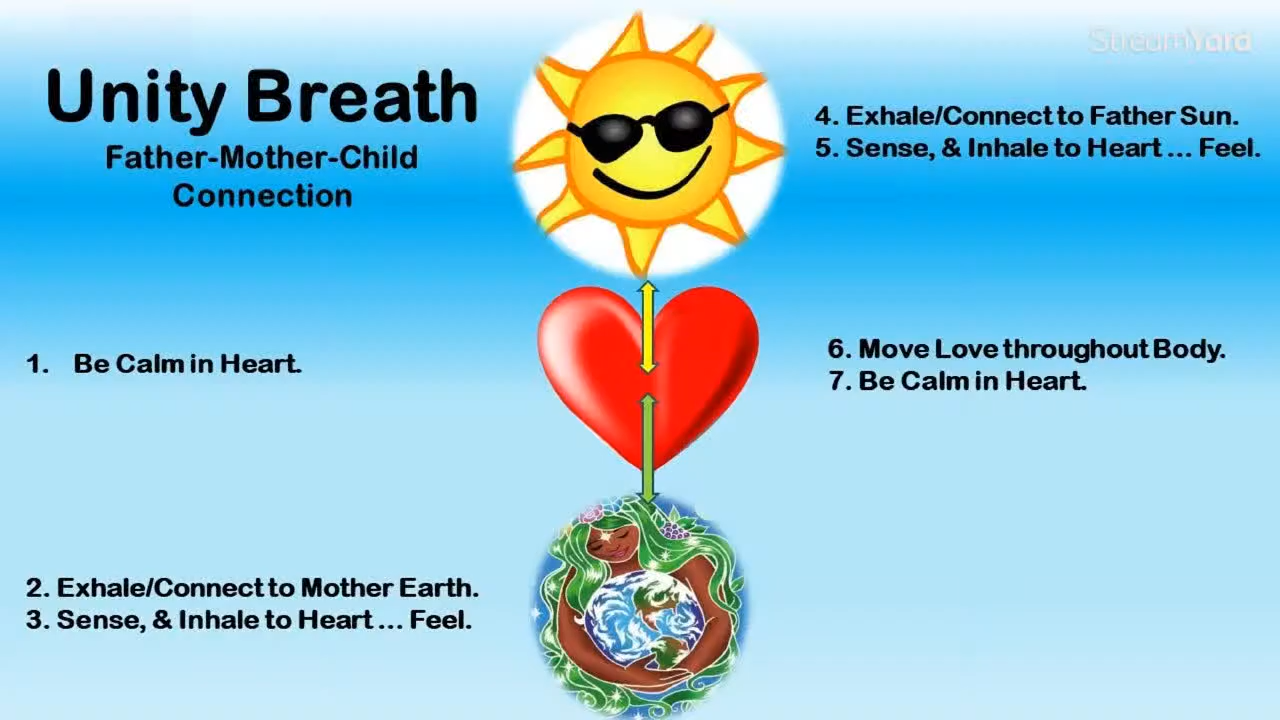 Unity Breath
Father-Mother-Child
Connection
StreamYard
4. Exhale/Connect to Father Sun.
5. Sense, & Inhale to Heart ... Feel.
1. Be Calm in Heart.
6. Move Love throughout Body.
7. Be Calm in Heart.
2. Exhale/Connect to Mother Earth.
3. Sense, & Inhale to Heart ... Feel.